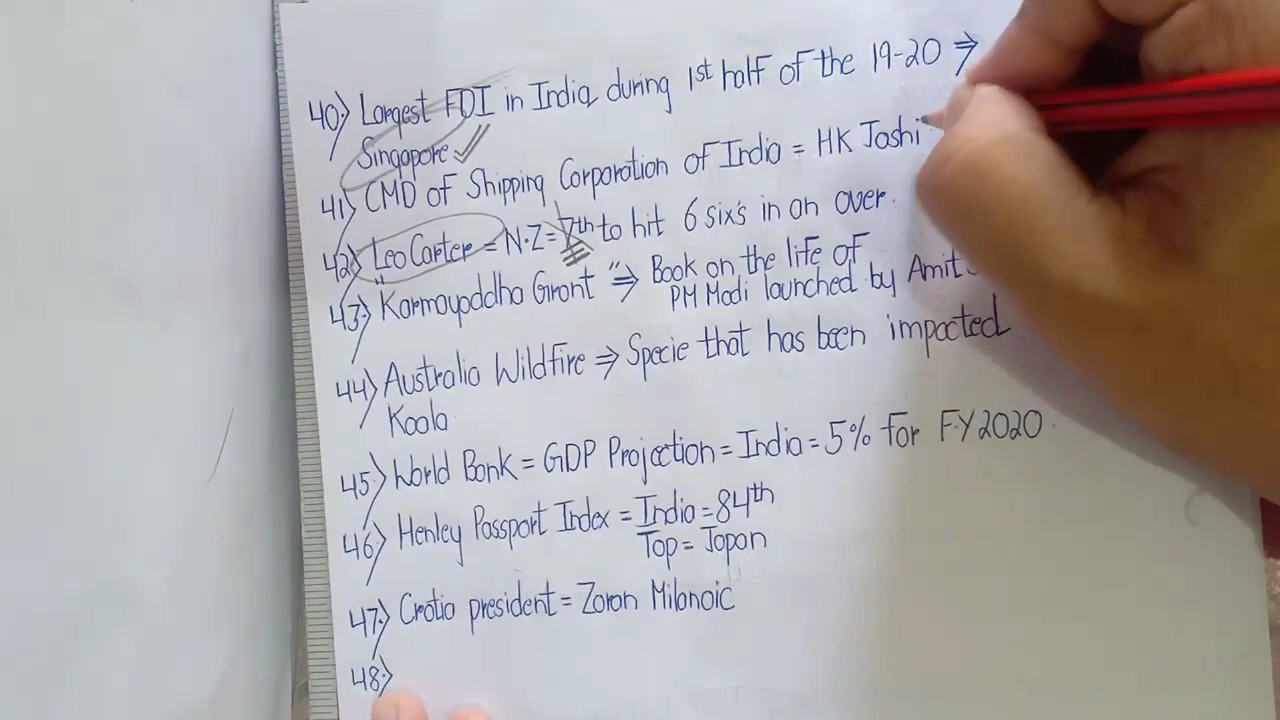 40) Largest FDI in India during 1st half of the 19-20 ⇒
Singapore ✓
41) CMD of Shipping Corporation of India = HK Joshi
42) Leo Carter = N.Z = 7th to hit 6 six's in an over.
43) "Karmayoddha Grant" ⇒ Book on the life of
PM Modi launched by Amit
44) Australia Wildfire ⇒ Specie that has been impacted
Koala
45) World Bank = GDP Projection = India = 5% for F.Y 2020.
46) Henley Passport Index = India = 84th
Top = Japan
47) Crotia president = Zoran Milanoic
48)